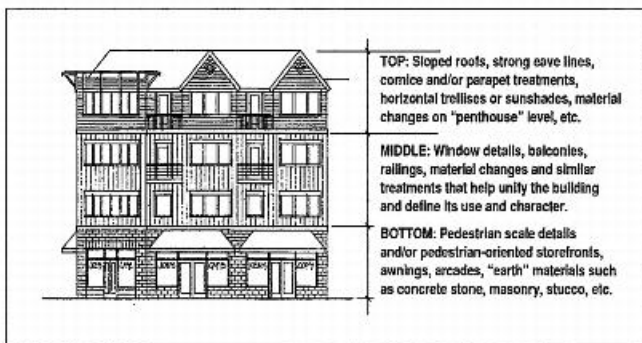 TOP: Sloped roofs, strong eave lines,
cornice and/or parapet treatments,
horizontal trellises or sunshades, material
changes on "penthouse" level, etc.
MIDDLE: Window details, balconies,
railings, material changes and similar
treatments that help unify the building
and define its use and character.
BOTTOM: Pedestrian scale details
and/or pedestrian-oriented storefronts,
awnings, arcades, "earth" materials such
as concrete stone, masonry, stucco, etc.